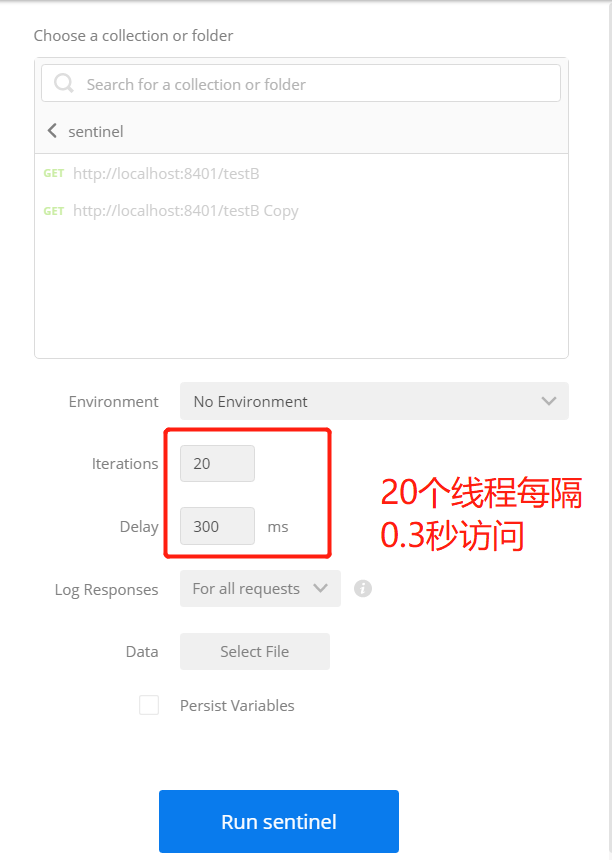 Choose a collection or folder
Search for a collection or folder
sentinel
GET http://localhost:8401/testB
GET http://localhost:8401/testB Copy
Environment No Environment
Iterations 20
Delay 300 ms
20个线程每隔
0.3秒访问
Log Responses For all requests
Data Select File
Persist Variables
Run sentinel